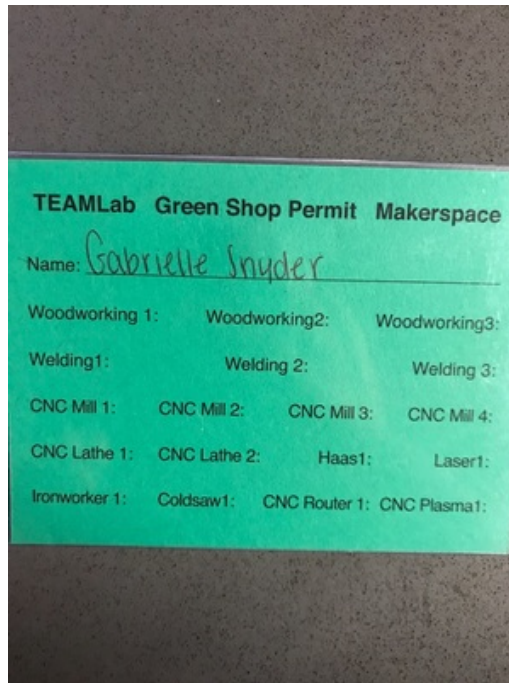 TEAMLab Green Shop Permit Makerspace
Name: Gabrielle Snyder
Woodworking 1: Woodworking2: Woodworking3:
Welding1: Welding 2: Welding 3:
CNC Mill 1: CNC Mill 2: CNC Mill 3: CNC Mill 4:
CNC Lathe 1: CNC Lathe 2: Haas1: Laser1:
Ironworker 1: Coldsaw1: CNC Router 1: CNC Plasma1: